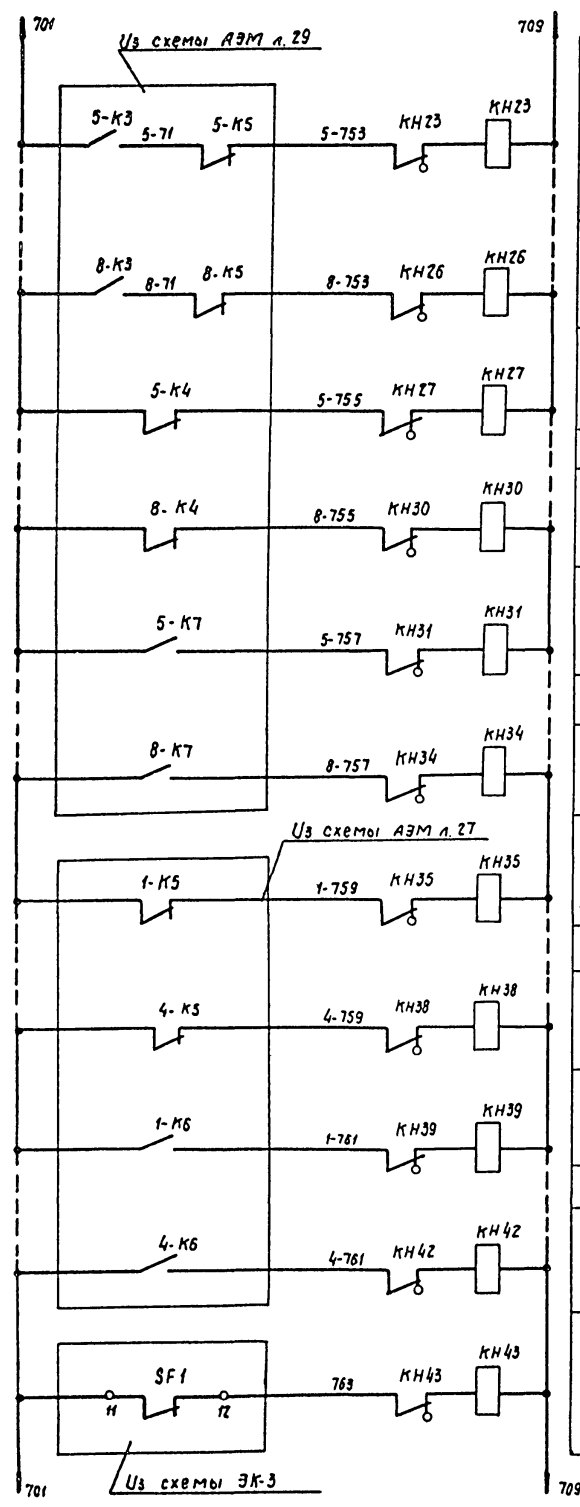 701 709
Из схемы АЭМ л. 29
5-К3 5-71 5-К5 5-753 КН23 КН23
8-К3 8-71 8-К5 8-753 КН26 КН26
5-К4 5-755 КН27 КН27
8-К4 8-755 КН30 КН30
5-К7 5-757 КН31 КН31
8-К7 8-757 КН34 КН34
Из схемы АЭМ л. 27
1-К5 1-759 КН35 КН35
4-К5 4-759 КН38 КН38
1-К6 1-761 КН39 КН39
4-К6 4-761 КН42 КН42
SF1 763 КН43 КН43
11 12
Из схемы ЭК-3
701 709